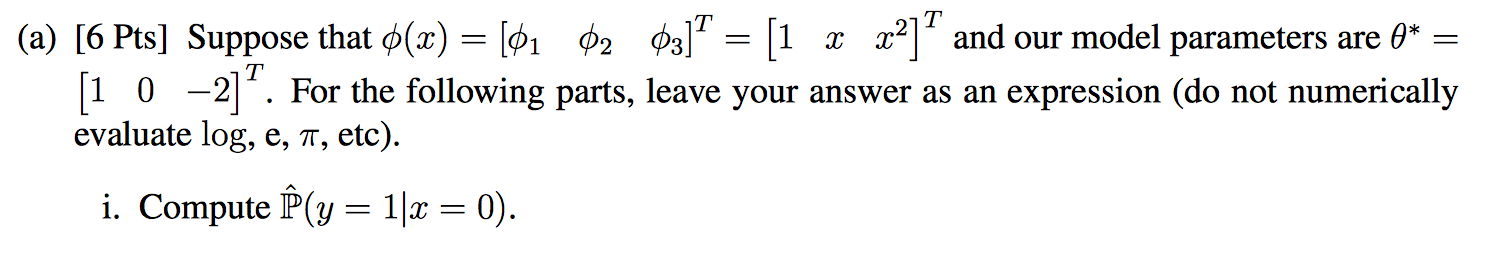 (a) [6 Pts] Suppose that ϕ(x) = [ϕ₁ ϕ₂ ϕ₃]ᵀ = [1 x x²]ᵀ and our model parameters are θ* =
[1 0 −2]ᵀ. For the following parts, leave your answer as an expression (do not numerically
evaluate log, e, π, etc).
i. Compute P̂(y = 1|x = 0).